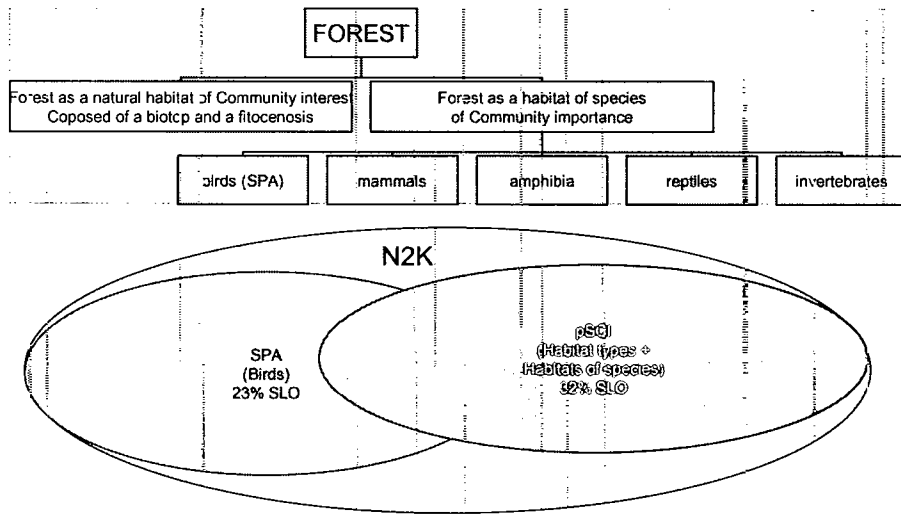 FOREST
Forest as a natural habitat of Community interest
Coposed of a biotcp and a fitocenosis
Forest as a habitat of species
of Community importance
birds (SPA)
mammals
amphibia
reptiles
invertebrates
N2K
SPA
(Birds)
23% SLO
pSCI
(Habitat types +
Habitats of species)
32% SLO